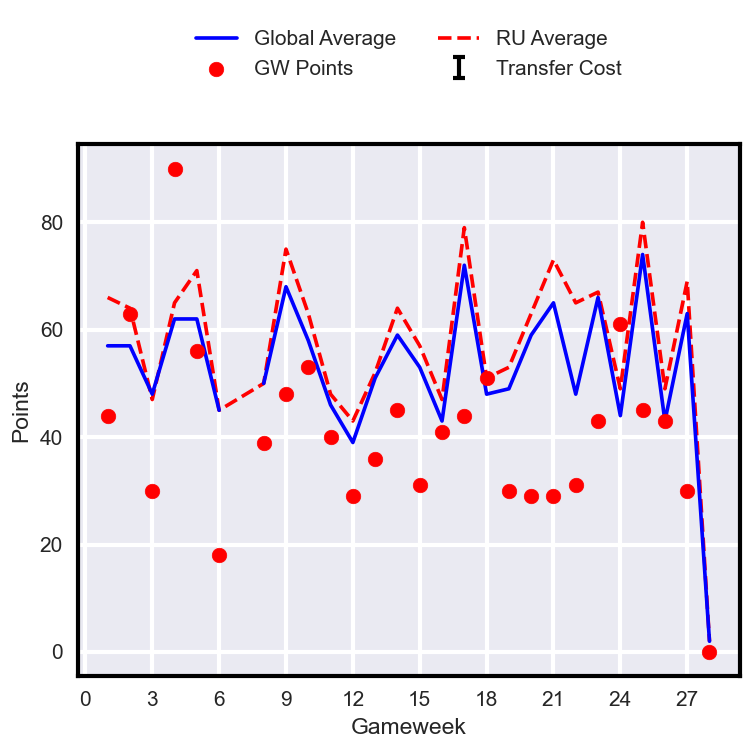 Global Average RU Average
GW Points Transfer Cost
80
60
40
20
0
Points
0 3 6 9 12 15 18 21 24 27
Gameweek